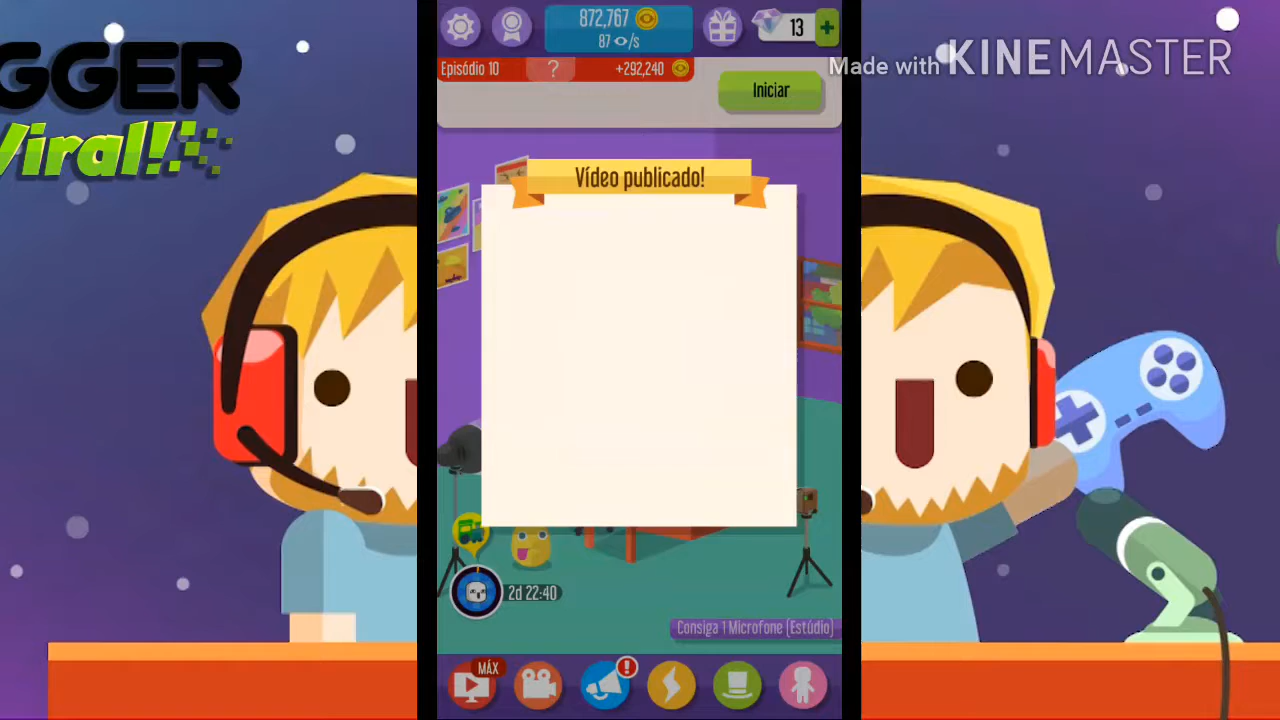 GGER
Viral!
872,767
87 /s
13
Made with KINEMASTER
Episódio 10
?
+292,240
Iniciar
Vídeo publicado!
2d 22:40
Consiga 1 Microfone (Estúdio)
MÁX
!